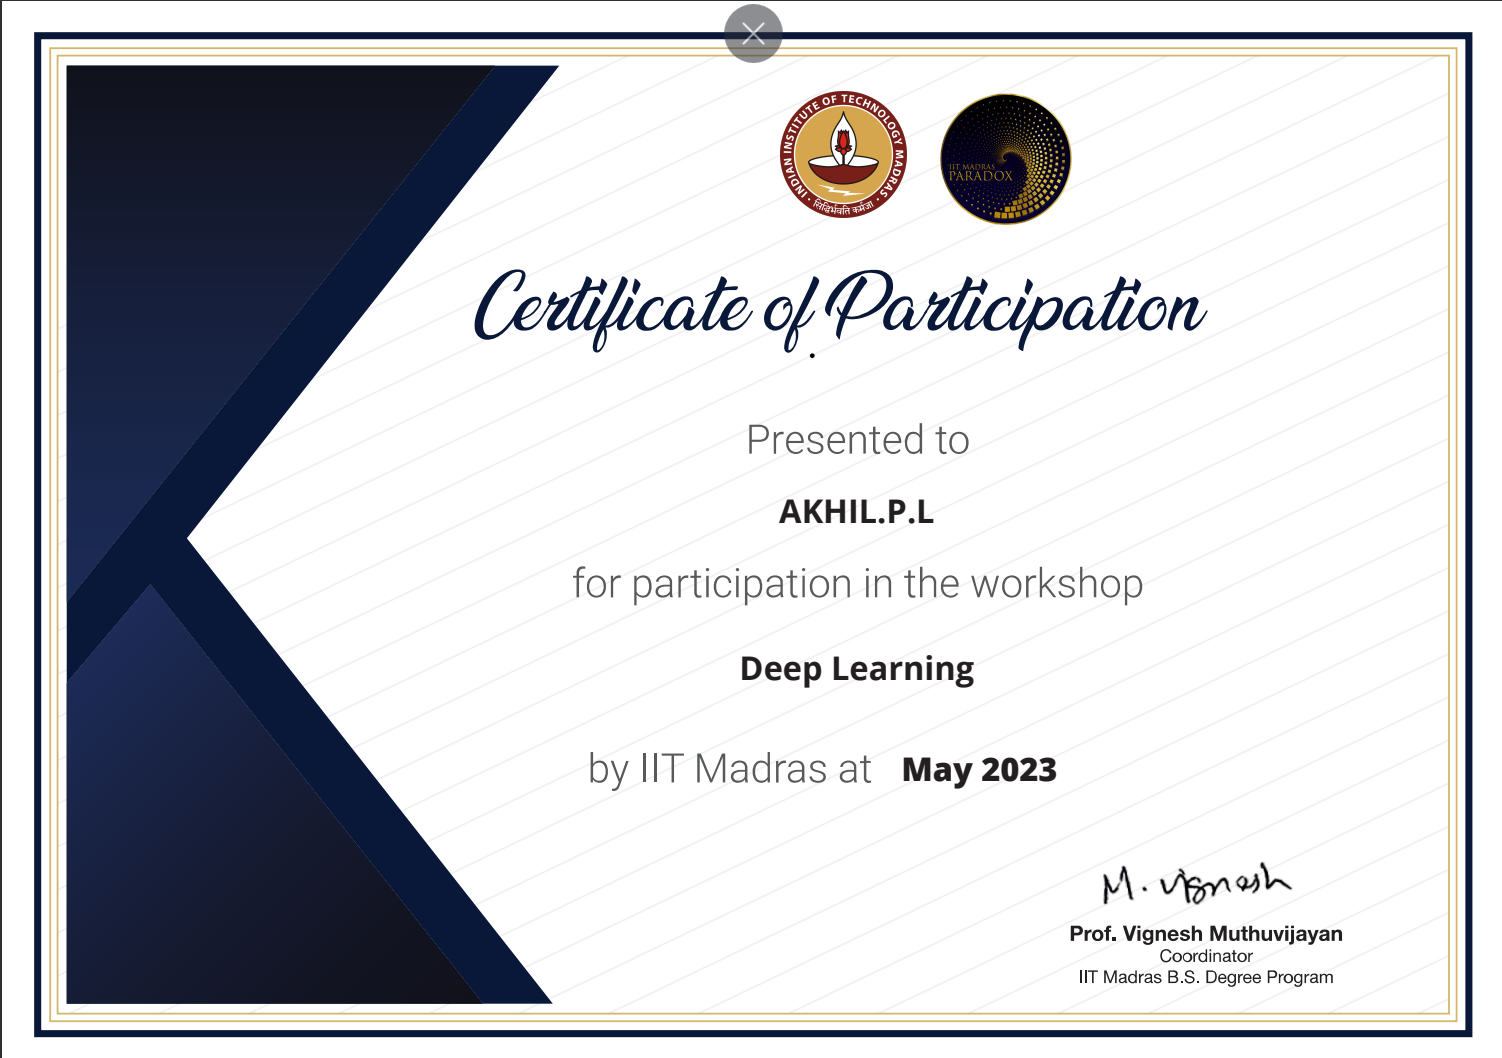 INDIAN INSTITUTE OF TECHNOLOGY MADRAS
सिद्धिर्भवति कर्मजा
IIT MADRAS
PARADOX
Certificate of Participation
.
Presented to
AKHIL.P.L
for participation in the workshop
Deep Learning
by IIT Madras at May 2023
M. Vignesh
Prof. Vignesh Muthuvijayan
Coordinator
IIT Madras B.S. Degree Program